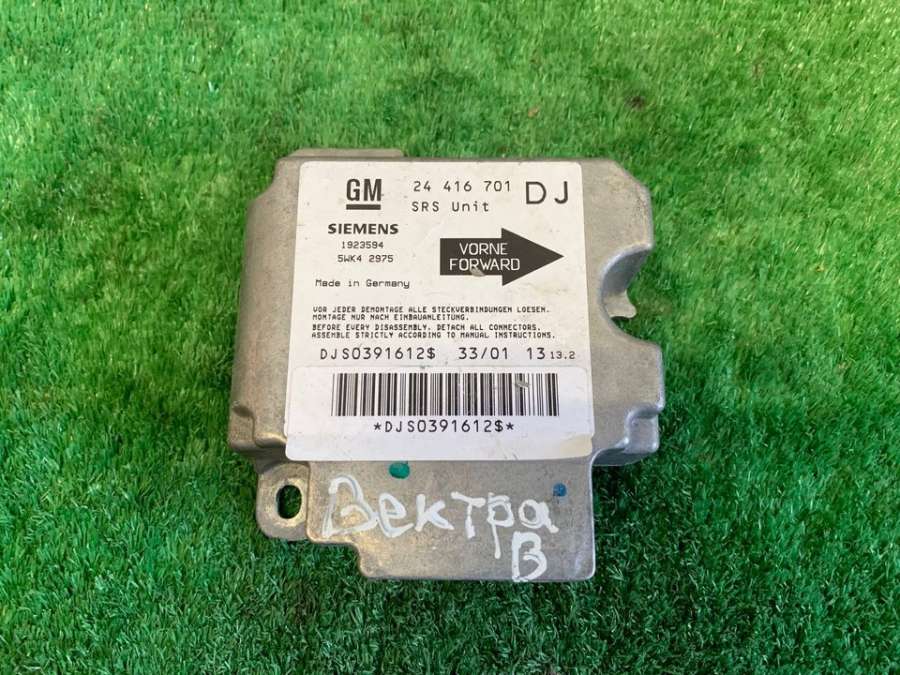 GM 24 416 701 DJ
SRS Unit
SIEMENS
1923594
5WK4 2975
VORNE
FORWARD
Made in Germany
VOR JEDER DEMONTAGE ALLE STECKVERBINDUNGEN LOESEN.
MONTAGE NUR NACH EINBAUANLEITUNG.
BEFORE EVERY DISASSEMBLY, DETACH ALL CONNECTORS.
ASSEMBLE STRICTLY ACCORDING TO MANUAL INSTRUCTIONS.
DJS0391612$ 33/01 13 13.2
*DJS0391612$*
Вектра
В